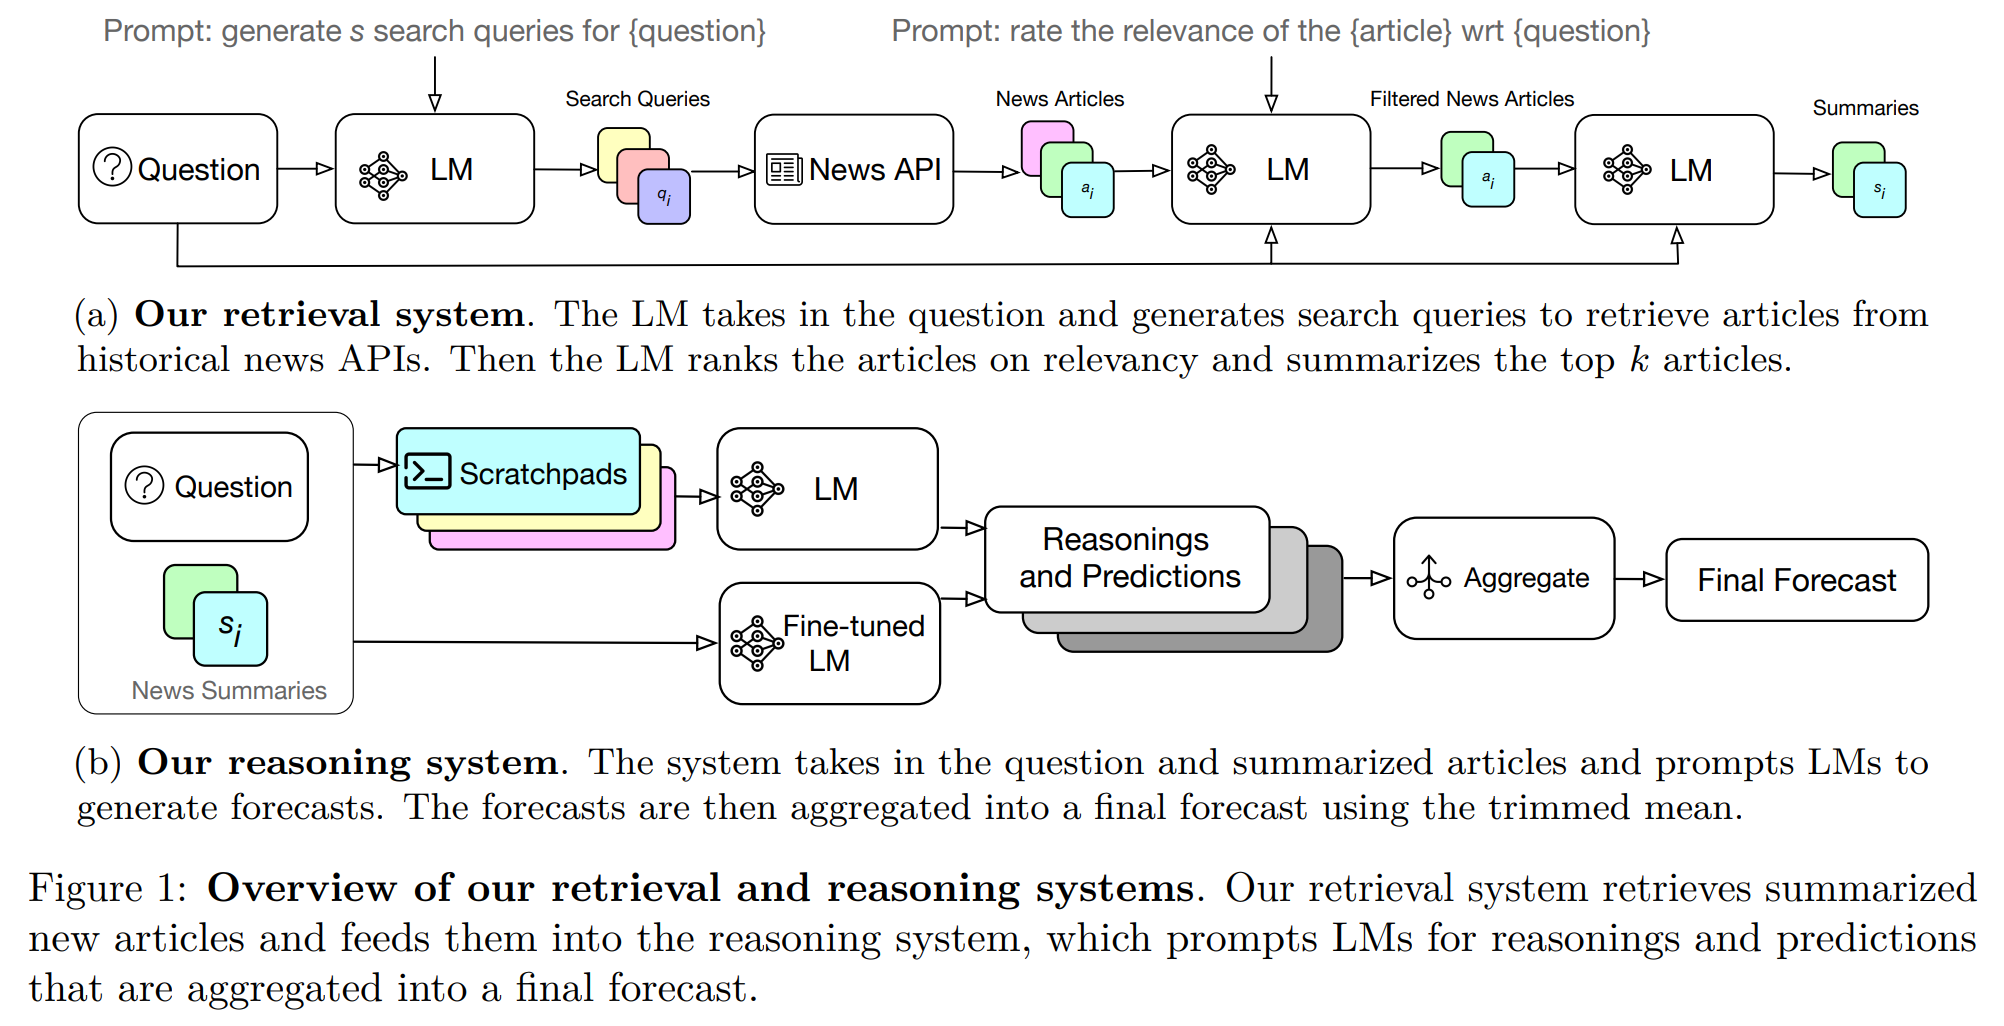 Prompt: generate s search queries for {question}
Prompt: rate the relevance of the {article} wrt {question}
Search Queries
News Articles
Filtered News Articles
Summaries
Question
LM
qi
News API
ai
LM
ai
LM
si
(a) Our retrieval system. The LM takes in the question and generates search queries to retrieve articles from
historical news APIs. Then the LM ranks the articles on relevancy and summarizes the top k articles.
Question
si
News Summaries
Scratchpads
LM
Fine-tuned
LM
Reasonings
and Predictions
Aggregate
Final Forecast
(b) Our reasoning system. The system takes in the question and summarized articles and prompts LMs to
generate forecasts. The forecasts are then aggregated into a final forecast using the trimmed mean.
Figure 1: Overview of our retrieval and reasoning systems. Our retrieval system retrieves summarized
new articles and feeds them into the reasoning system, which prompts LMs for reasonings and predictions
that are aggregated into a final forecast.